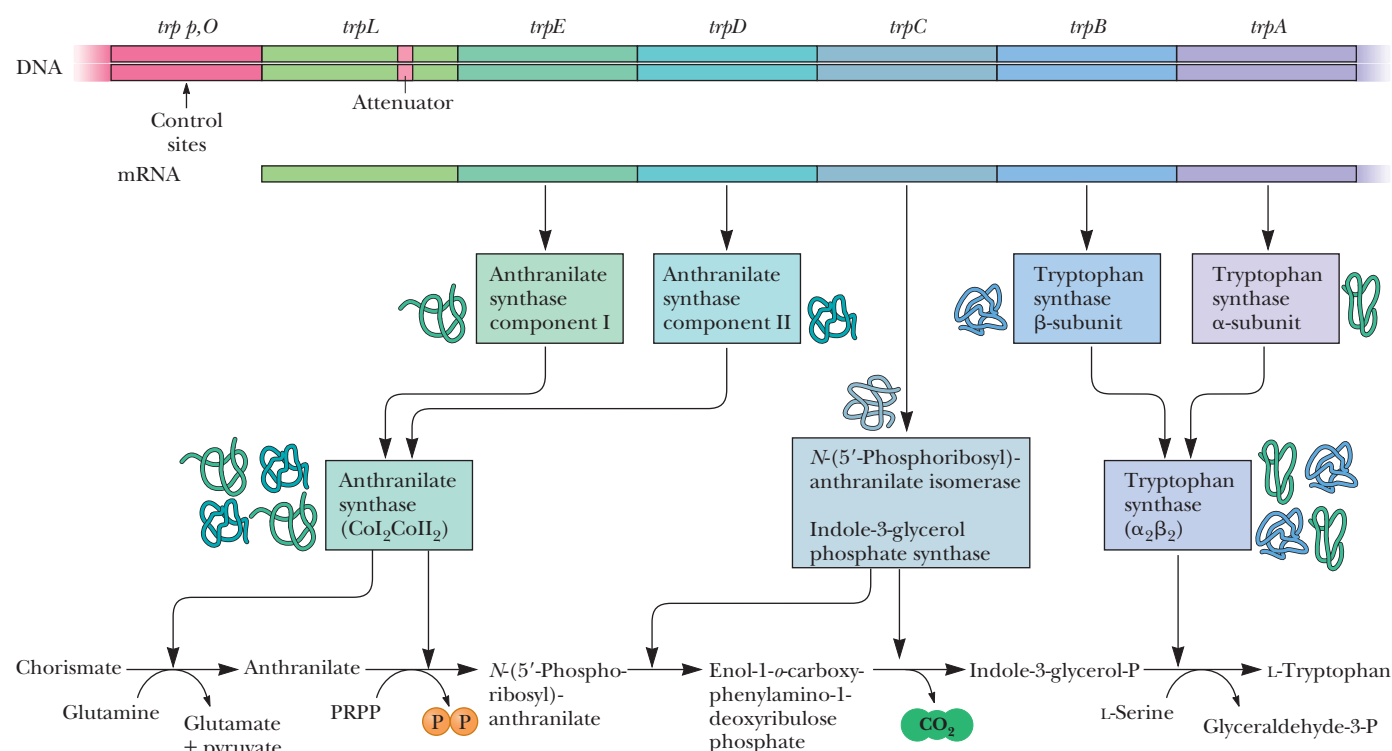 trp p,O trpL trpE trpD trpC trpB trpA
DNA
Attenuator
Control
sites
mRNA
Anthranilate
synthase
component I
Anthranilate
synthase
component II
Tryptophan
synthase
β-subunit
Tryptophan
synthase
α-subunit
Anthranilate
synthase
(CoI₂CoII₂)
N-(5′-Phosphoribosyl)-
anthranilate isomerase
Indole-3-glycerol
phosphate synthase
Tryptophan
synthase
(α₂β₂)
Chorismate
Glutamine
Glutamate
+ pyruvate
Anthranilate
PRPP
P P
N-(5′-Phospho-
ribosyl)-
anthranilate
Enol-1-o-carboxy-
phenylamino-1-
deoxyribulose
phosphate
CO₂
Indole-3-glycerol-P
L-Serine
Glyceraldehyde-3-P
L-Tryptophan